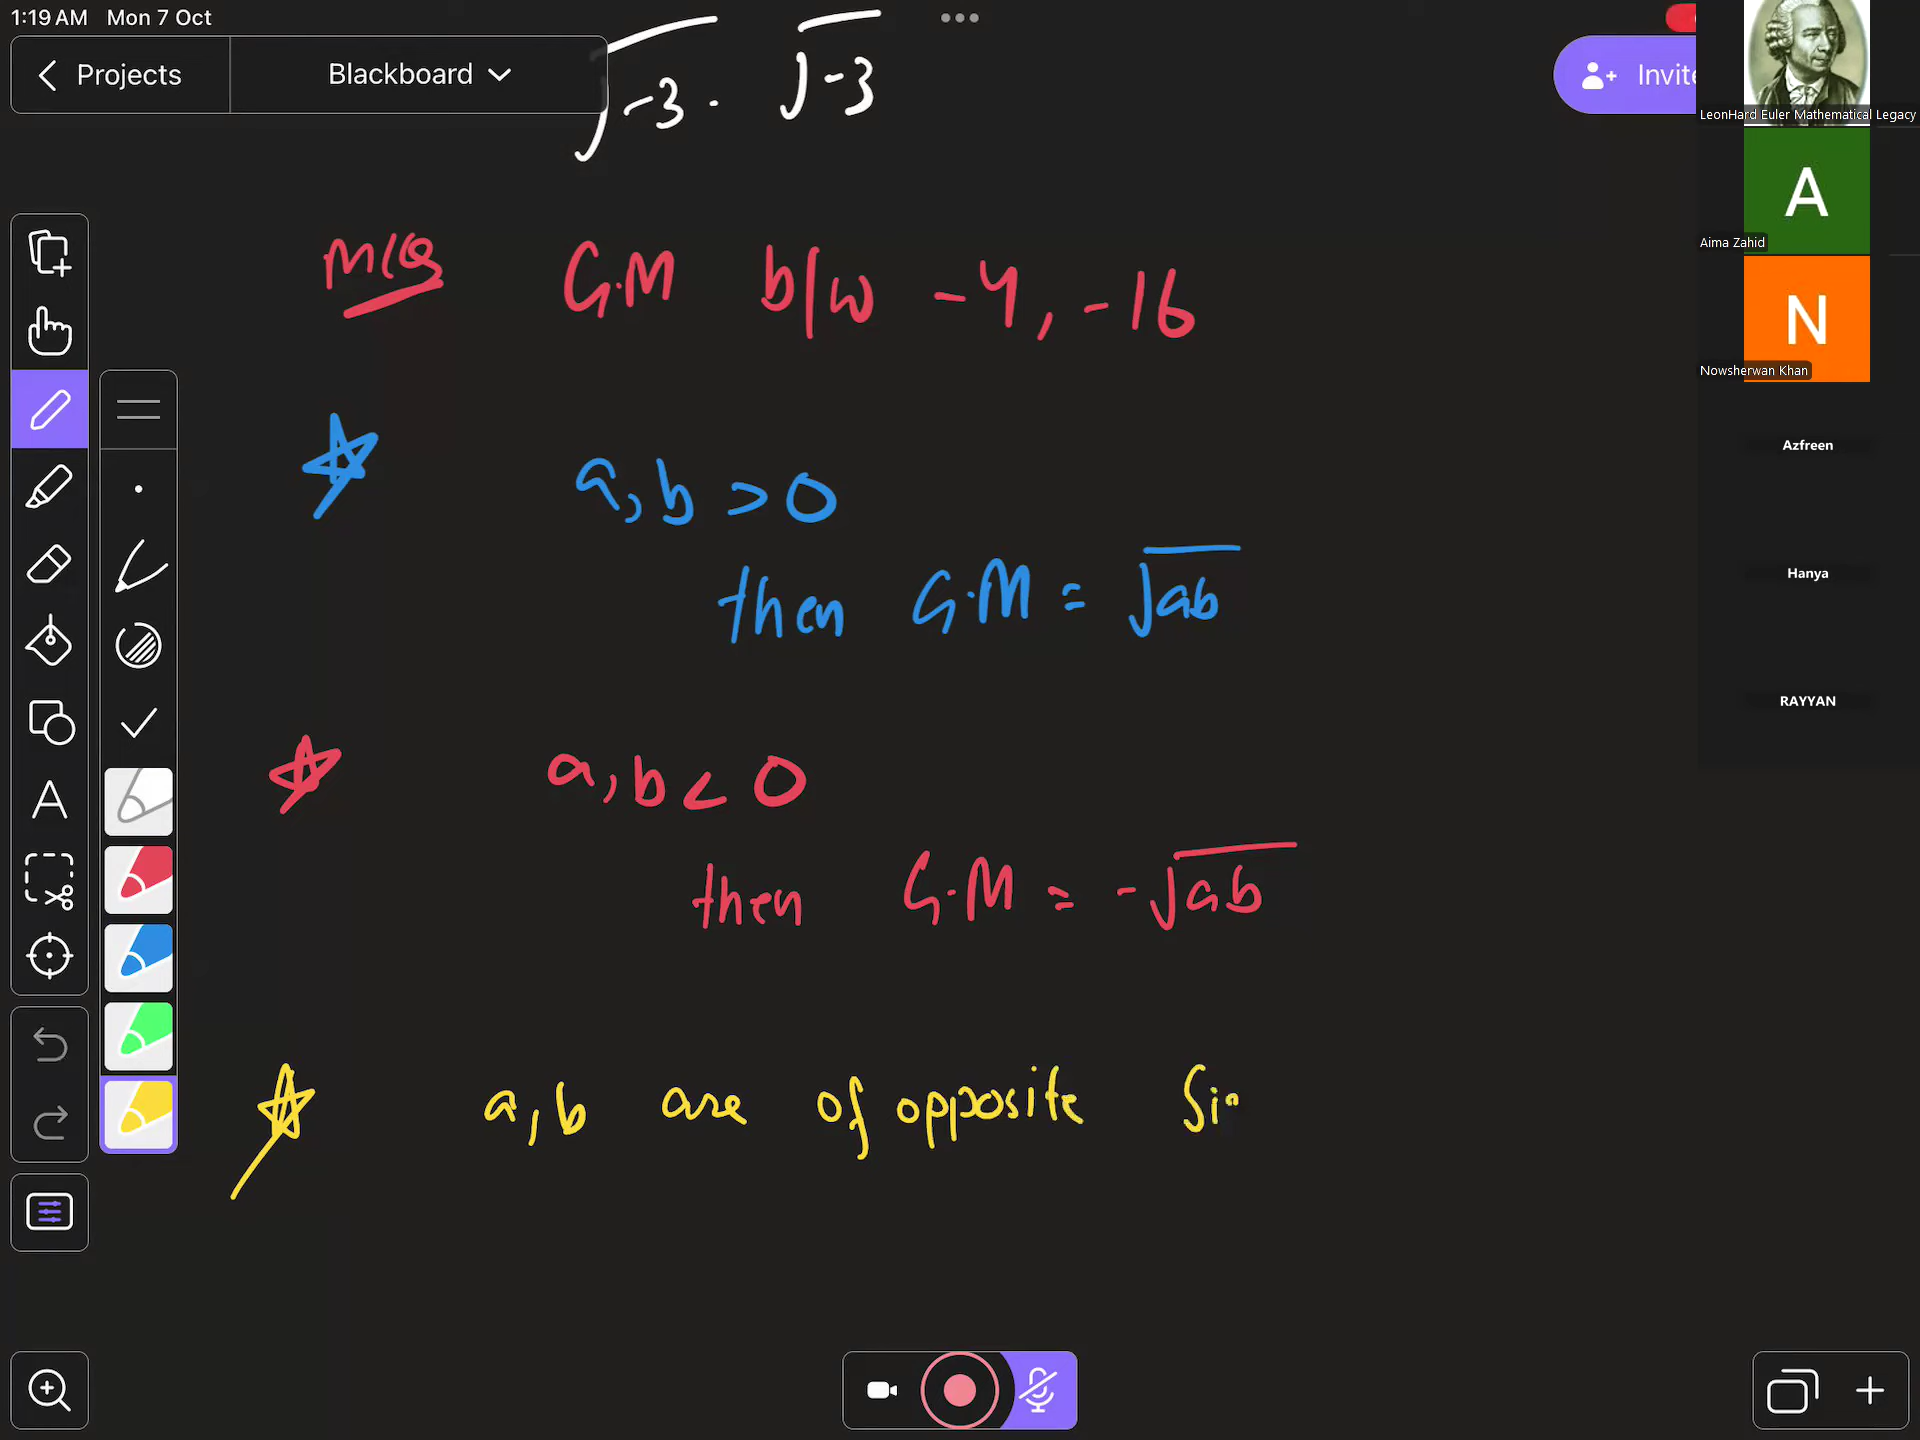 1:19 AM Mon 7 Oct
Projects
Blackboard
√-3 · √-3
Invite
LeonHard Euler Mathematical Legacy
A
Aima Zahid
N
Nowsherwan Khan
Azfreen
Hanya
RAYYAN
MCQ G.M b/w -4, -16
a, b > 0
then G.M = √ab
a, b < 0
then G.M = -√ab
a, b are of opposite Si
A